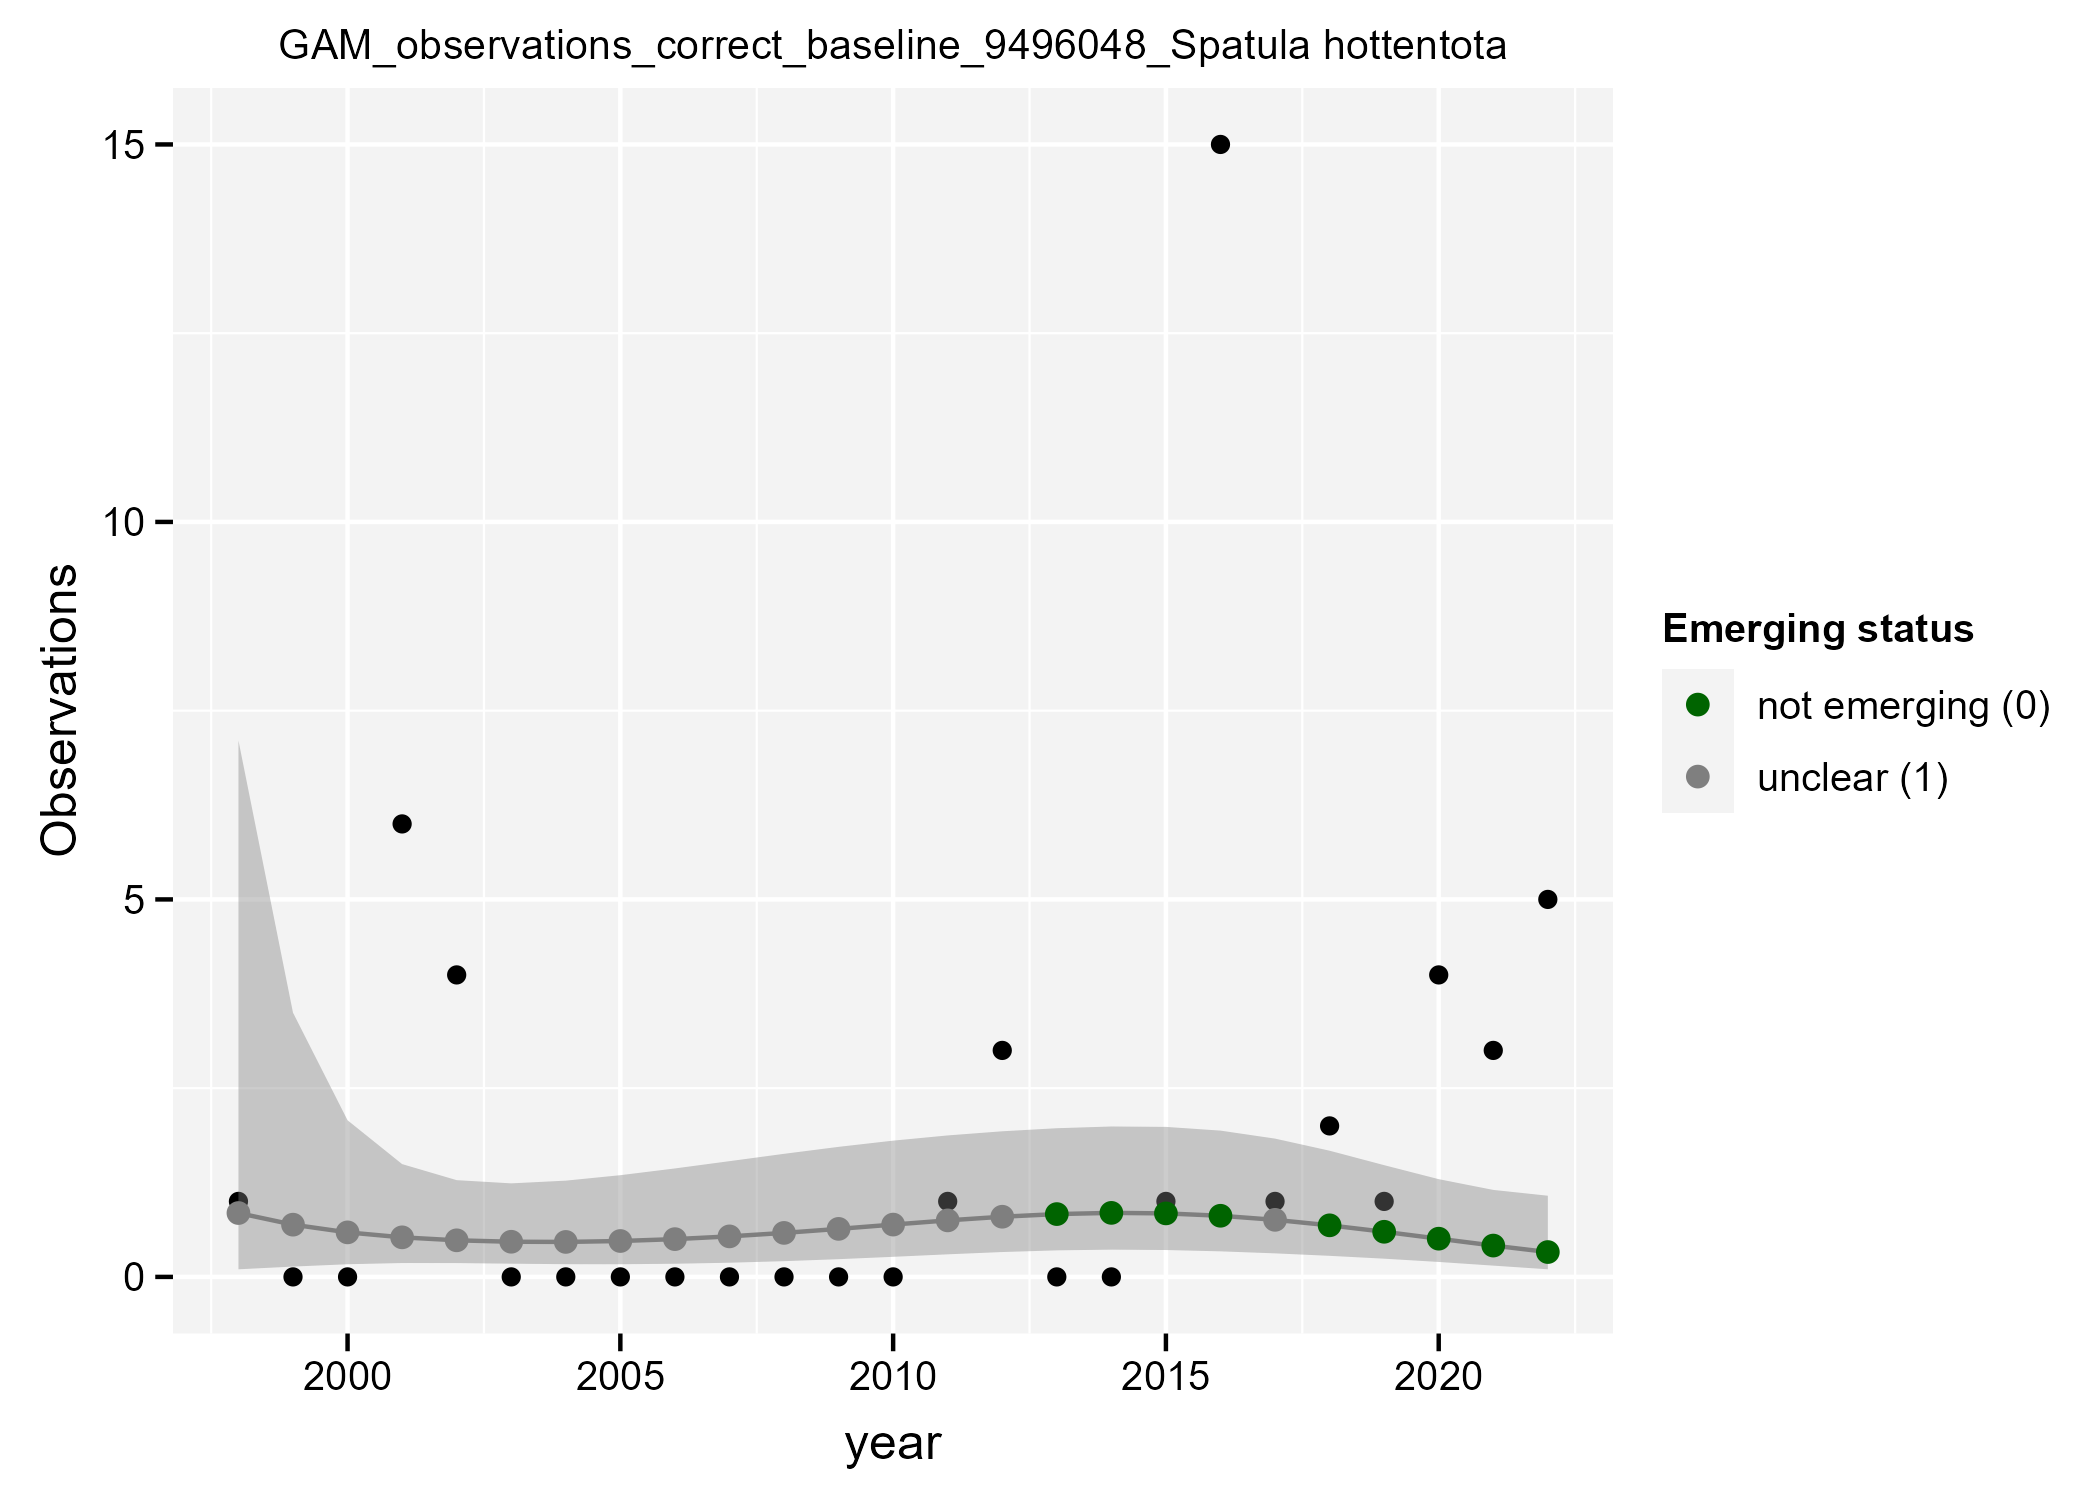 GAM_observations_correct_baseline_9496048_Spatula hottentota
15
10
5
0
Observations
2000 2005 2010 2015 2020
year
Emerging status
not emerging (0)
unclear (1)